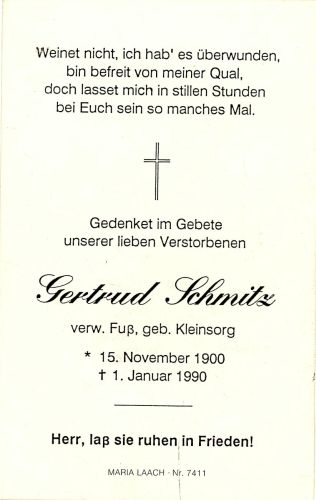 Weinet nicht, ich hab' es überwunden,
bin befreit von meiner Qual,
doch lasset mich in stillen Stunden
bei Euch sein so manches Mal.
Gedenket im Gebete
unserer lieben Verstorbenen
Gertrud Schmitz
verw. Fuβ, geb. Kleinsorg
* 15. November 1900
† 1. Januar 1990
Herr, laβ sie ruhen in Frieden!
MARIA LAACH · Nr. 7411